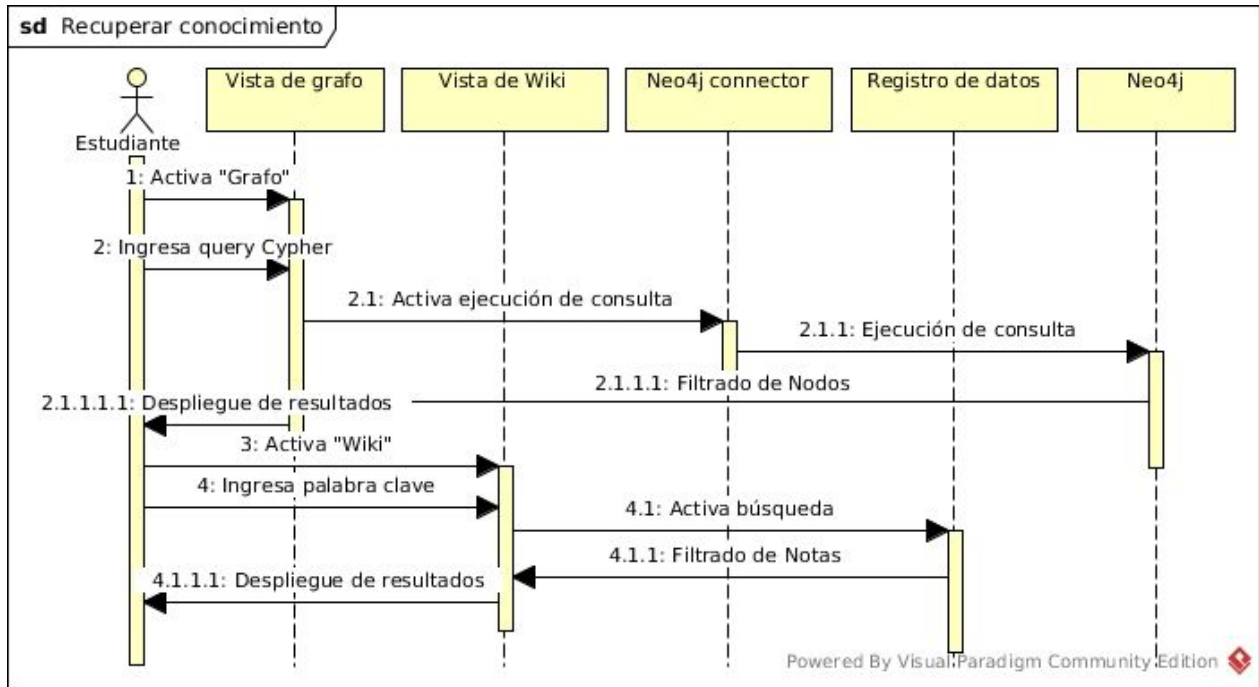 sd Recuperar conocimiento
Vista de grafo
Vista de Wiki
Neo4j connector
Registro de datos
Neo4j
Estudiante
1: Activa "Grafo"
2: Ingresa query Cypher
2.1: Activa ejecución de consulta
2.1.1: Ejecución de consulta
2.1.1.1: Filtrado de Nodos
2.1.1.1.1: Despliegue de resultados
3: Activa "Wiki"
4: Ingresa palabra clave
4.1: Activa búsqueda
4.1.1: Filtrado de Notas
4.1.1.1: Despliegue de resultados
Powered By Visual Paradigm Community Edition